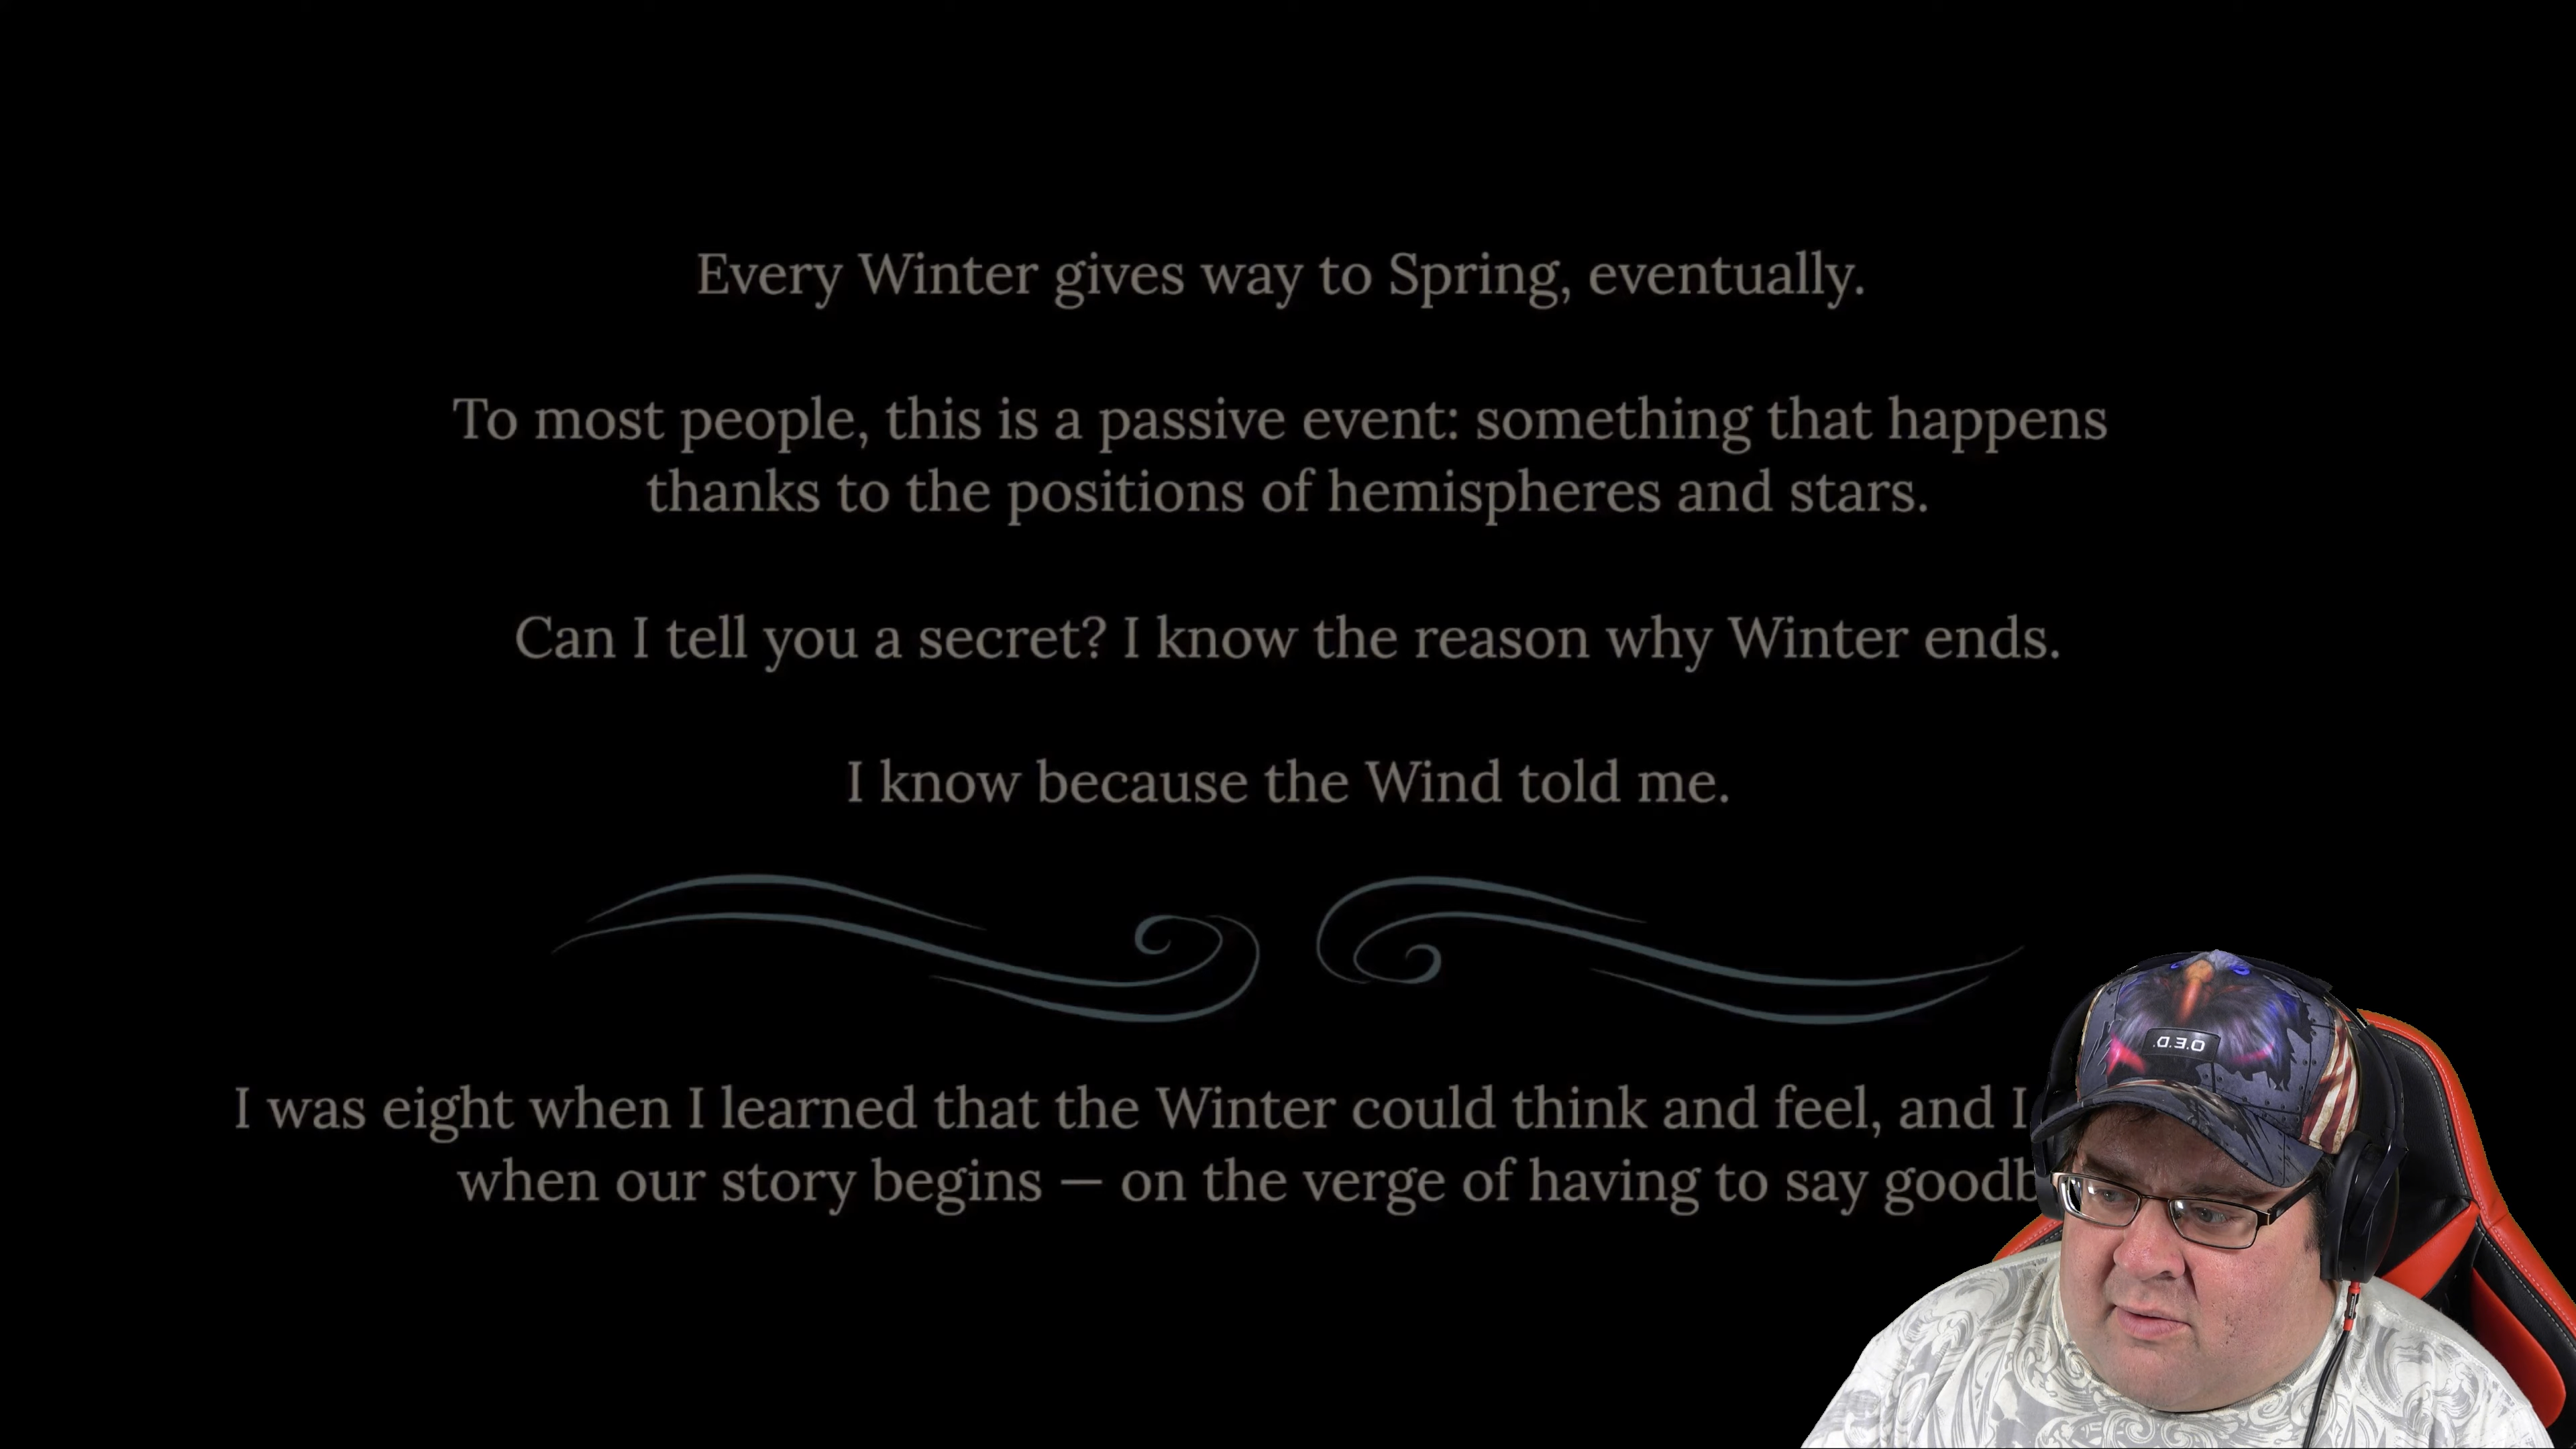 Every Winter gives way to Spring, eventually.
To most people, this is a passive event: something that happens
thanks to the positions of hemispheres and stars.
Can I tell you a secret? I know the reason why Winter ends.
I know because the Wind told me.
I was eight when I learned that the Winter could think and feel, and I
when our story begins — on the verge of having to say goodb
O.E.D.